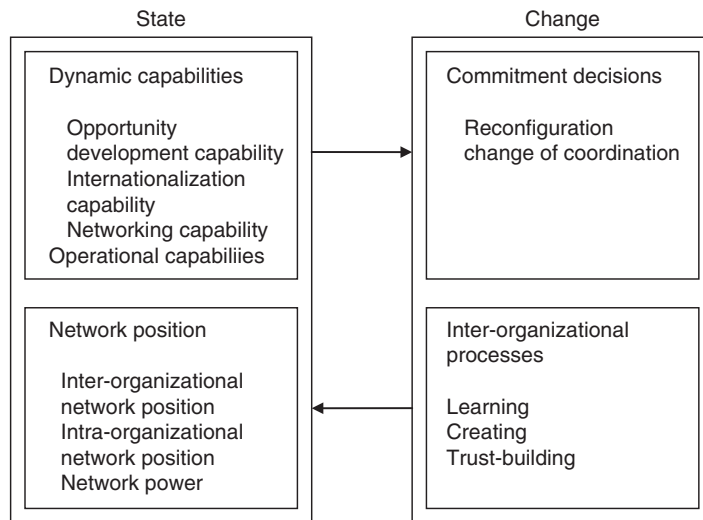 State
Dynamic capabilities
Opportunity
development capability
Internationalization
capability
Networking capability
Operational capabiliies
Network position
Inter-organizational
network position
Intra-organizational
network position
Network power
Change
Commitment decisions
Reconfiguration
change of coordination
Inter-organizational
processes
Learning
Creating
Trust-building